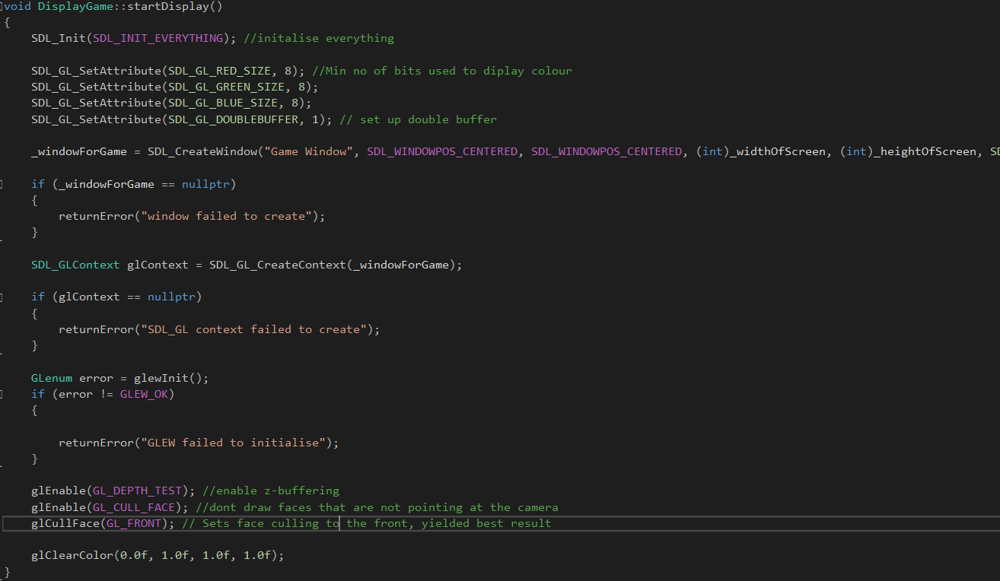 void DisplayGame::startDisplay()
{
    SDL_Init(SDL_INIT_EVERYTHING); //initalise everything

    SDL_GL_SetAttribute(SDL_GL_RED_SIZE, 8); //Min no of bits used to diplay colour
    SDL_GL_SetAttribute(SDL_GL_GREEN_SIZE, 8);
    SDL_GL_SetAttribute(SDL_GL_BLUE_SIZE, 8);
    SDL_GL_SetAttribute(SDL_GL_DOUBLEBUFFER, 1); // set up double buffer

    _windowForGame = SDL_CreateWindow("Game Window", SDL_WINDOWPOS_CENTERED, SDL_WINDOWPOS_CENTERED, (int)_widthOfScreen, (int)_heightOfScreen,

    if (_windowForGame == nullptr)
    {
        returnError("window failed to create");
    }

    SDL_GLContext glContext = SDL_GL_CreateContext(_windowForGame);

    if (glContext == nullptr)
    {
        returnError("SDL_GL context failed to create");
    }

    GLenum error = glewInit();
    if (error != GLEW_OK)
    {

        returnError("GLEW failed to initialise");
    }

    glEnable(GL_DEPTH_TEST); //enable z-buffering
    glEnable(GL_CULL_FACE); //dont draw faces that are not pointing at the camera
    glCullFace(GL_FRONT); // Sets face culling to the front, yielded best result

    glClearColor(0.0f, 1.0f, 1.0f, 1.0f);
}